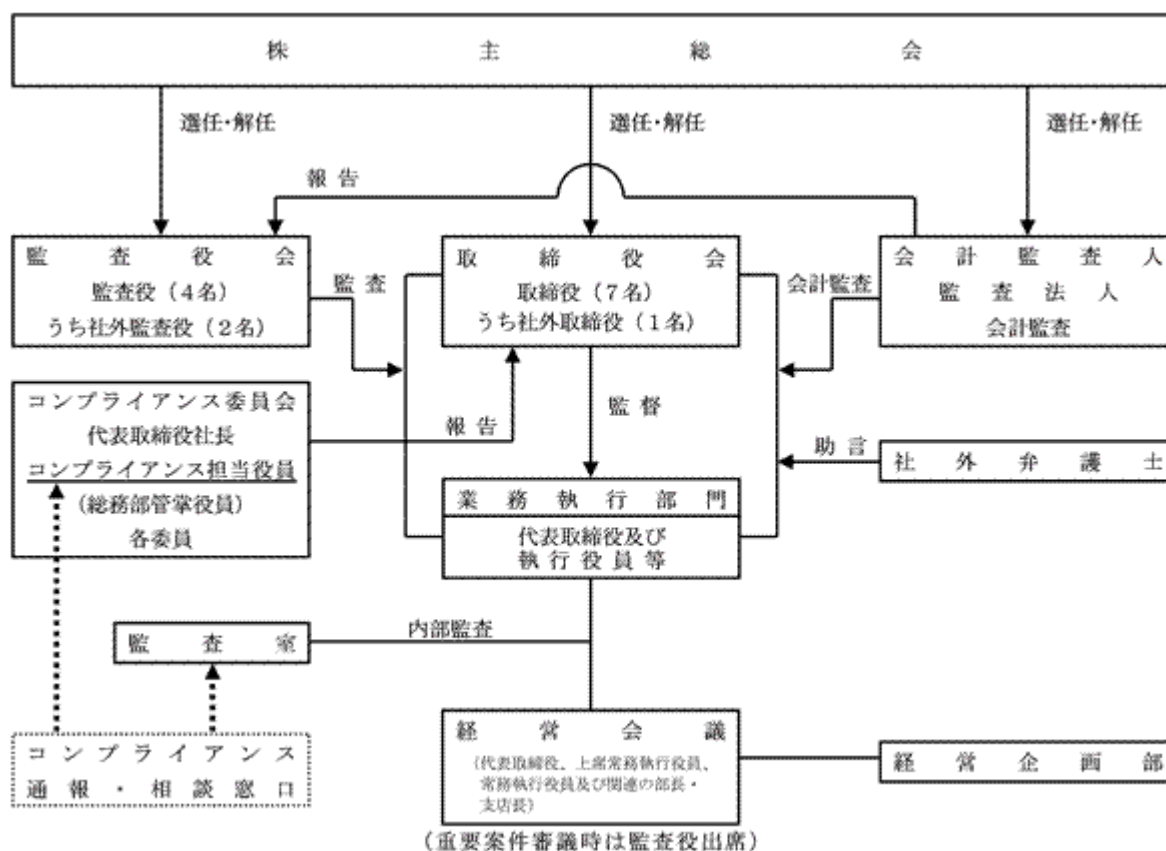 株主総会
選任・解任
選任・解任
選任・解任
報告
監査役会
監査役(4名)
うち社外監査役(2名)
監査
取締役会
取締役(7名)
うち社外取締役(1名)
会計監査
会計監査人
監査法人
会計監査
コンプライアンス委員会
代表取締役社長
コンプライアンス担当役員
(総務部管掌役員)
各委員
報告
監督
助言
社外弁護士
業務執行部門
代表取締役及び
執行役員等
監査室
内部監査
コンプライアンス
通報・相談窓口
経営会議
(代表取締役、上席常務執行役員、
常務執行役員及び関連の部長・
支店長)
経営企画部
(重要案件審議時は監査役出席)